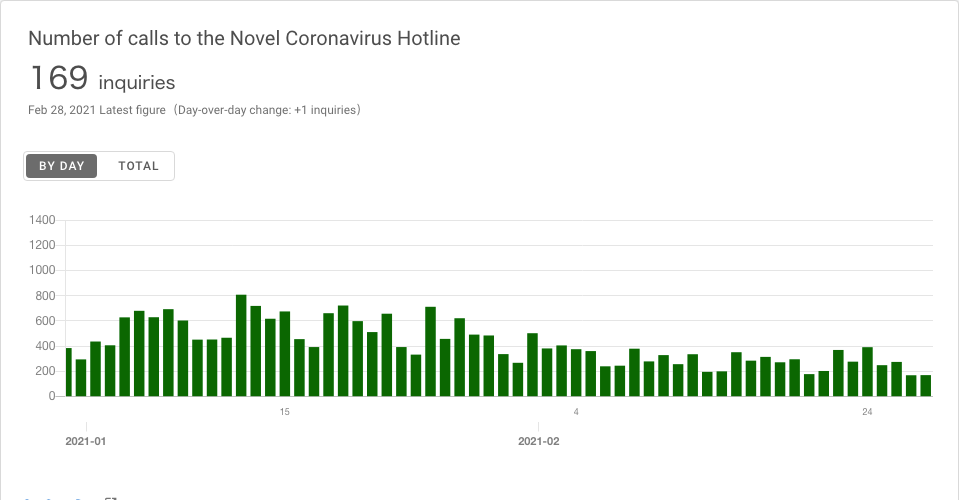 Number of calls to the Novel Coronavirus Hotline
169 inquiries
Feb 28, 2021 Latest figure（Day-over-day change: +1 inquiries）
BY DAY TOTAL
1400
1200
1000
800
600
400
200
0
15 4 24
2021-01 2021-02